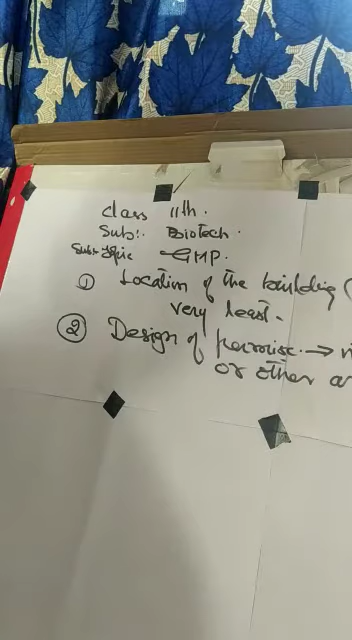 class 11th.
Sub:. Biotech.
Sub:- Topic GMP.
① Location of the building (
very least.
② Design of premise. →
or other